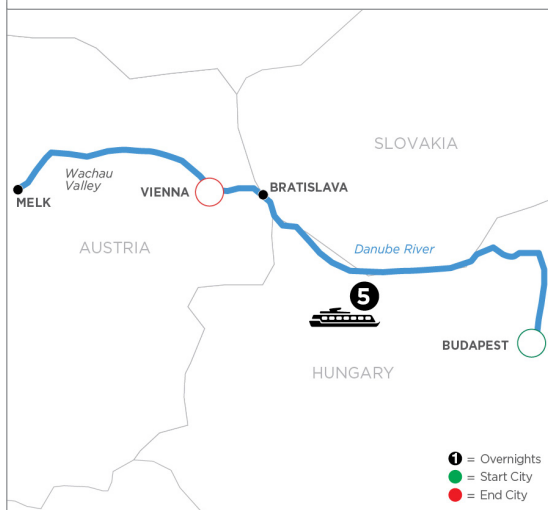 SLOVAKIA
Wachau
Valley
MELK
VIENNA
BRATISLAVA
AUSTRIA
Danube River
5
BUDAPEST
HUNGARY
1 = Overnights
= Start City
= End City